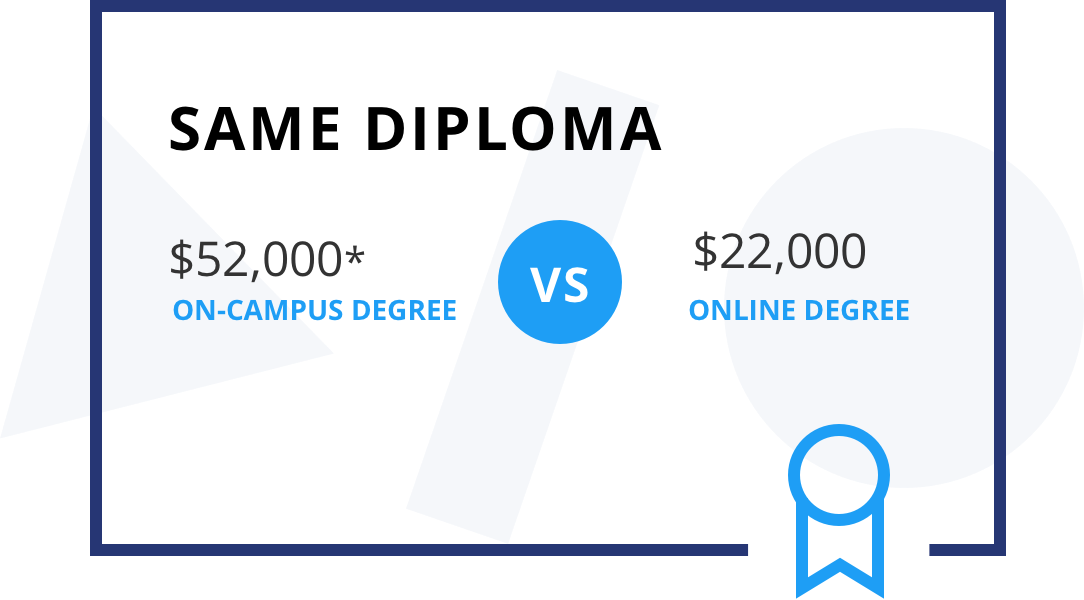 SAME DIPLOMA
$52,000*
ON-CAMPUS DEGREE
VS
$22,000
ONLINE DEGREE